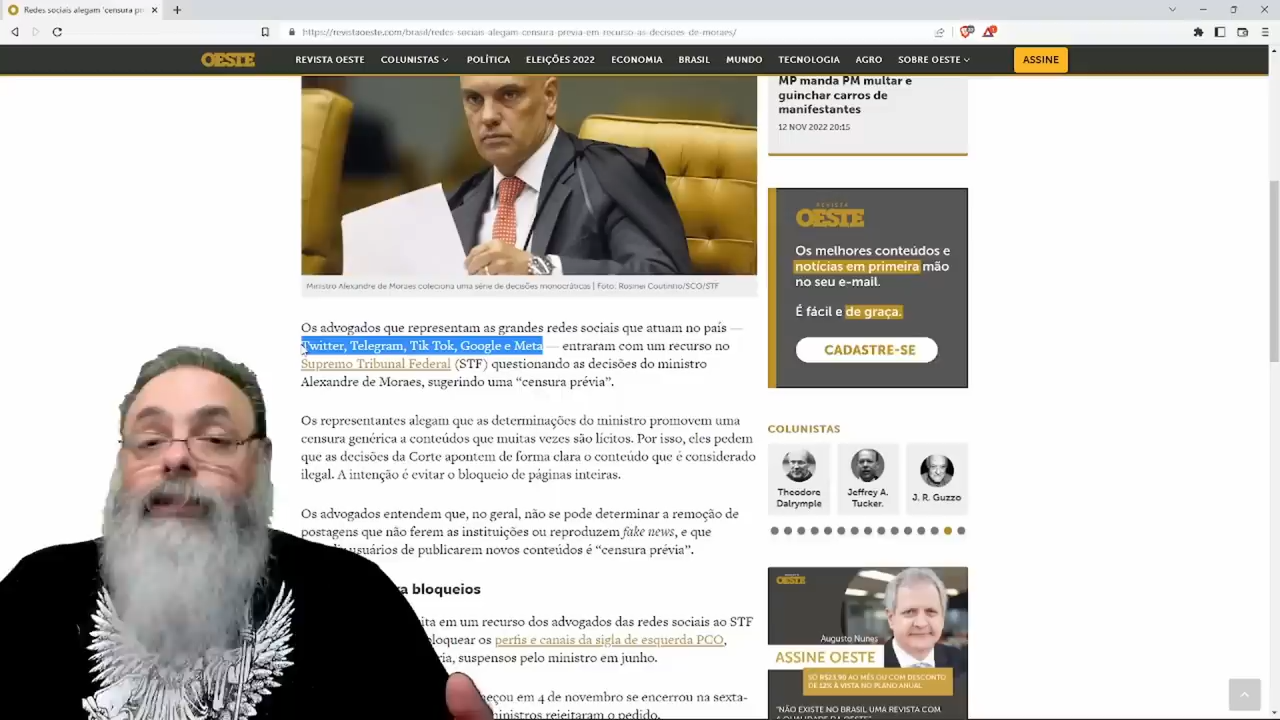 Redes sociais alegam 'censura pr
https://revistaoeste.com/brasil/redes-sociais-alegam-censura-previa-em-recurso-as-decisoes-de-moraes/
OESTE
REVISTA OESTE
COLUNISTAS
POLÍTICA
ELEIÇÕES 2022
ECONOMIA
BRASIL
MUNDO
TECNOLOGIA
AGRO
SOBRE OESTE
ASSINE
Ministro Alexandre de Moraes coleciona uma série de decisões monocráticas | Foto: Rosinei Coutinho/SCO/STF
Os advogados que representam as grandes redes sociais que atuam no país —
Twitter, Telegram, Tik Tok, Google e Meta — entraram com um recurso no
Supremo Tribunal Federal (STF) questionando as decisões do ministro
Alexandre de Moraes, sugerindo uma “censura prévia”.
Os representantes alegam que as determinações do ministro promovem uma
censura genérica a conteúdos que muitas vezes são lícitos. Por isso, eles pedem
que as decisões da Corte apontem de forma clara o conteúdo que é considerado
ilegal. A intenção é evitar o bloqueio de páginas inteiras.
Os advogados entendem que, no geral, não se pode determinar a remoção de
postagens que não ferem as instituições ou reproduzem fake news, e que
usuários de publicarem novos conteúdos é “censura prévia”.
bloqueios
em um recurso dos advogados das redes sociais ao STF
bloquear os perfis e canais da sigla de esquerda PCO,
suspensos pelo ministro em junho.
em 4 de novembro se encerrou na sexta-
ministros rejeitaram o pedido.
MP manda PM multar e
guinchar carros de
manifestantes
12 NOV 2022 20:15
REVISTA
OESTE
Os melhores conteúdos e
notícias em primeira mão
no seu e-mail.
É fácil e de graça.
CADASTRE-SE
COLUNISTAS
Theodore
Dalrymple
Jeffrey A.
Tucker.
J. R. Guzzo
OESTE
Augusto Nunes
ASSINE OESTE
SÓ R$23,90 AO MÊS OU COM DESCONTO
DE 12% À VISTA NO PLANO ANUAL
"NÃO EXISTE NO BRASIL UMA REVISTA COM